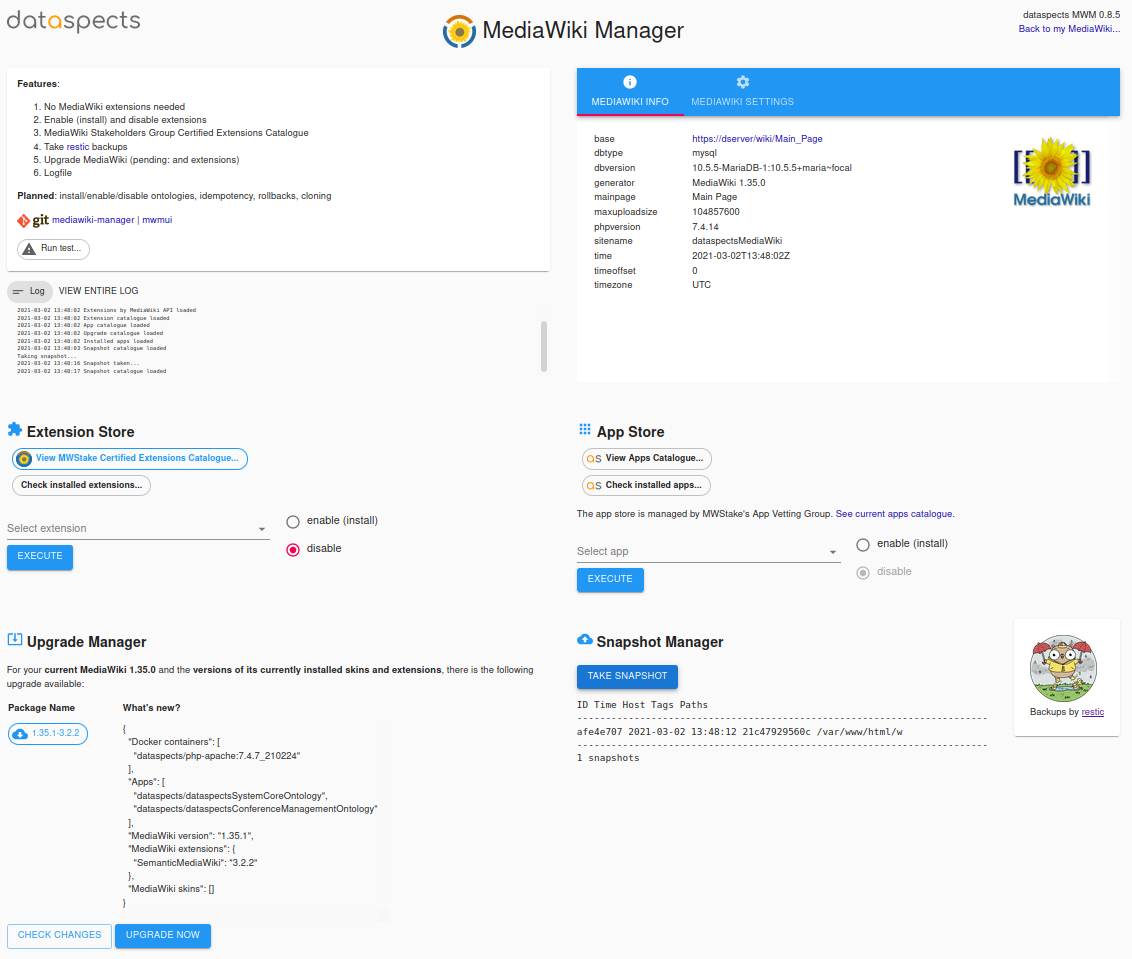 dataspects
MediaWiki Manager
dataspects MWM 0.8.5
Back to my MediaWiki...
Features:
1. No MediaWiki extensions needed
2. Enable (install) and disable extensions
3. MediaWiki Stakeholders Group Certified Extensions Catalogue
4. Take restic backups
5. Upgrade MediaWiki (pending: and extensions)
6. Logfile
Planned: install/enable/disable ontologies, idempotency, rollbacks, cloning
git mediawiki-manager | mwmui
Run test...
Log VIEW ENTIRE LOG
2021-03-02 13:48:02 Extensions by MediaWiki API loaded
2021-03-02 13:48:02 Extension catalogue loaded
2021-03-02 13:48:02 App catalogue loaded
2021-03-02 13:48:02 Upgrade catalogue loaded
2021-03-02 13:48:02 Installed apps loaded
2021-03-02 13:48:03 Snapshot catalogue loaded
Taking snapshot...
2021-03-02 13:48:16 Snapshot taken...
2021-03-02 13:48:17 Snapshot catalogue loaded
MEDIAWIKI INFO MEDIAWIKI SETTINGS
base https://dserver/wiki/Main_Page
dbtype mysql
dbversion 10.5.5-MariaDB-1:10.5.5+maria~focal
generator MediaWiki 1.35.0
mainpage Main Page
maxuploadsize 104857600
phpversion 7.4.14
sitename dataspectsMediaWiki
time 2021-03-02T13:48:02Z
timeoffset 0
timezone UTC
[[ ]]
MediaWiki
Extension Store
View MWStake Certified Extensions Catalogue...
Check installed extensions...
Select extension
enable (install)
disable
EXECUTE
App Store
as View Apps Catalogue...
as Check installed apps...
The app store is managed by MWStake's App Vetting Group. See current apps catalogue.
Select app
enable (install)
disable
EXECUTE
Upgrade Manager
For your current MediaWiki 1.35.0 and the versions of its currently installed skins and extensions, there is the following
upgrade available:
Package Name What's new?
1.35.1-3.2.2
{
"Docker containers": [
"dataspects/php-apache:7.4.7_210224"
],
"Apps": [
"dataspects/dataspectsSystemCoreOntology",
"dataspects/dataspectsConferenceManagementOntology"
],
"MediaWiki version": "1.35.1",
"MediaWiki extensions": {
"SemanticMediaWiki": "3.2.2"
},
"MediaWiki skins": []
}
CHECK CHANGES UPGRADE NOW
Snapshot Manager
TAKE SNAPSHOT
ID Time Host Tags Paths
------------------------------------------------------------------------
afe4e707 2021-03-02 13:48:12 21c47929560c /var/www/html/w
------------------------------------------------------------------------
1 snapshots
Backups by restic